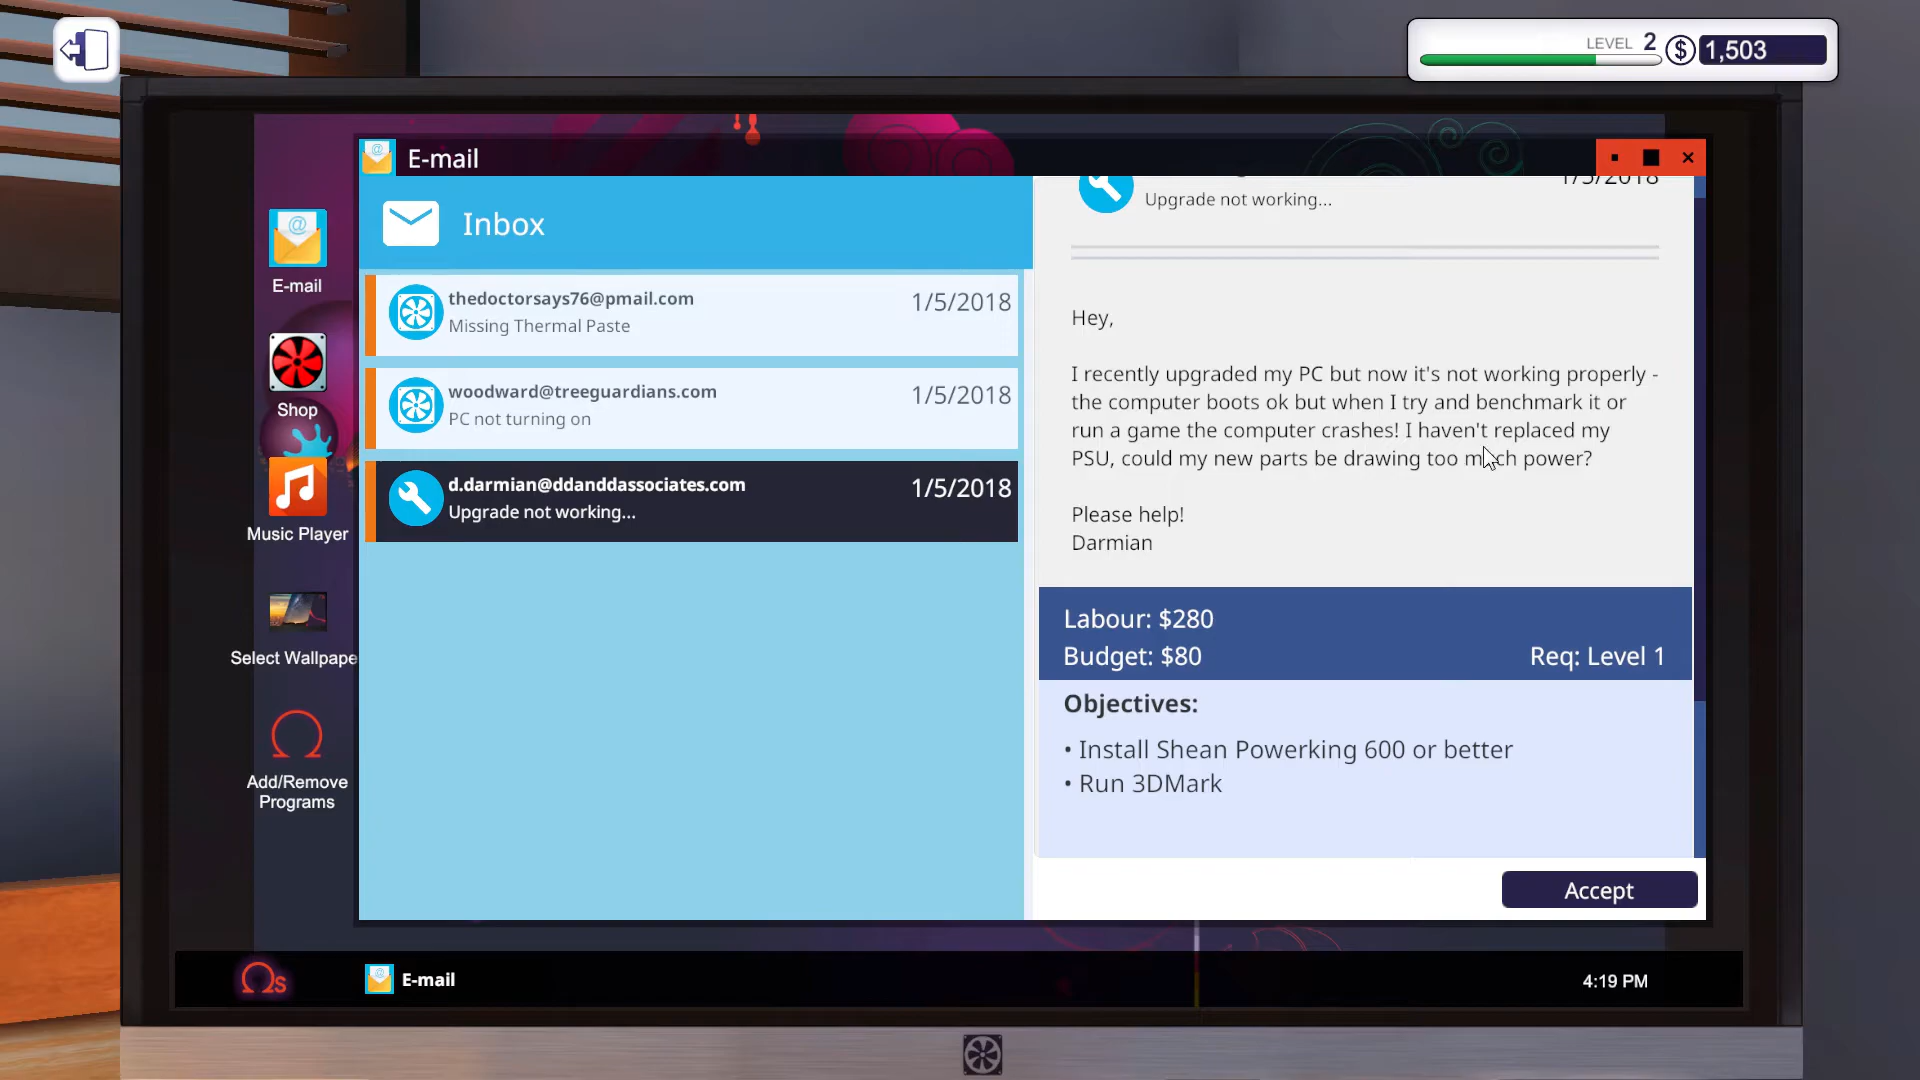 LEVEL 2
$ 1,503
E-mail
Inbox
thedoctorsays76@pmail.com
1/5/2018
Missing Thermal Paste
woodward@treeguardians.com
1/5/2018
PC not turning on
d.darmian@ddanddassociates.com
1/5/2018
Upgrade not working...
E-mail
Shop
Music Player
Select Wallpape
Add/Remove
Programs
1/5/2018
Upgrade not working...
Hey,
I recently upgraded my PC but now it's not working properly -
the computer boots ok but when I try and benchmark it or
run a game the computer crashes! I haven't replaced my
PSU, could my new parts be drawing too much power?
Please help!
Darmian
Labour: $280
Budget: $80
Req: Level 1
Objectives:
• Install Shean Powerking 600 or better
• Run 3DMark
Accept
Ωs
E-mail
4:19 PM